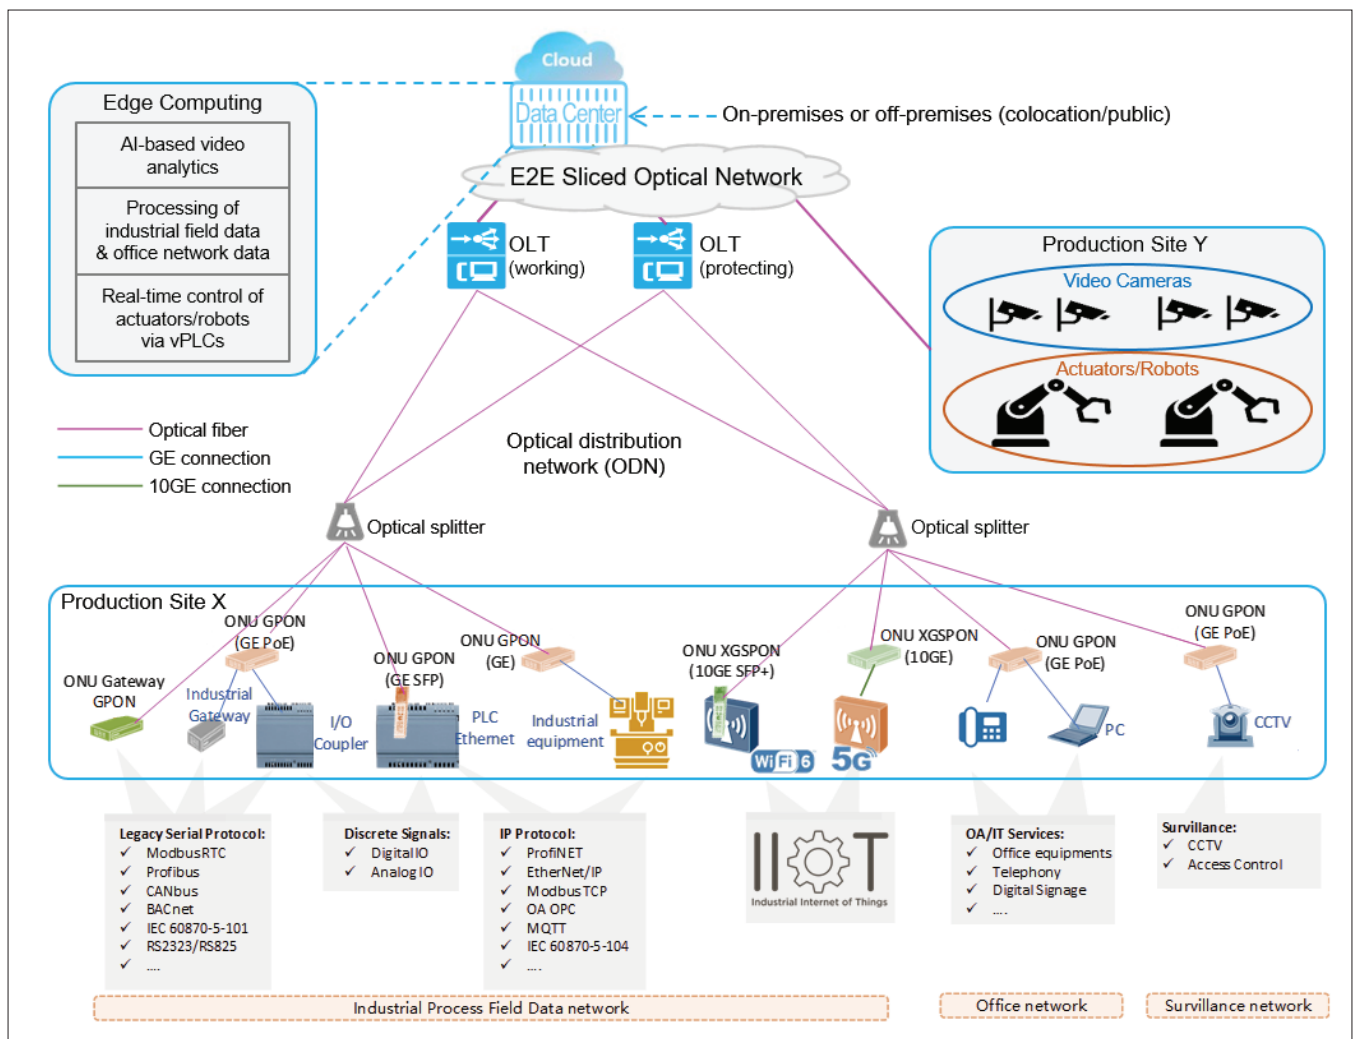 Cloud
Data Center
On-premises or off-premises (colocation/public)
Edge Computing
AI-based video
analytics
Processing of
industrial field data
& office network data
Real-time control of
actuators/robots
via vPLCs
E2E Sliced Optical Network
OLT
(working)
OLT
(protecting)
Production Site Y
Video Cameras
Actuators/Robots
Optical fiber
GE connection
10GE connection
Optical distribution
network (ODN)
Optical splitter
Optical splitter
Production Site X
ONU Gateway
GPON
ONU GPON
(GE PoE)
Industrial
Gateway
I/O
Coupler
ONU GPON
(GE SFP)
PLC
Ethernet
ONU GPON
(GE)
Industrial
equipment
ONU XGSPON
(10GE SFP+)
WiFi 6
ONU XGSPON
(10GE)
5G
ONU GPON
(GE PoE)
PC
ONU GPON
(GE PoE)
CCTV
Legacy Serial Protocol:
✓ ModbusRTC
✓ Profibus
✓ CANbus
✓ BACnet
✓ IEC 60870-5-101
✓ RS2323/RS825
✓ ....
Discrete Signals:
✓ Digital IO
✓ Analog IO
IP Protocol:
✓ ProfiNET
✓ EtherNet/IP
✓ ModbusTCP
✓ OA OPC
✓ MQTT
✓ IEC 60870-5-104
✓ ....
IIOT
Industrial Internet of Things
OA/IT Services:
✓ Office equipments
✓ Telephony
✓ Digital Signage
✓ ....
Survillance:
✓ CCTV
✓ Access Control
Industrial Process Field Data network
Office network
Survillance network